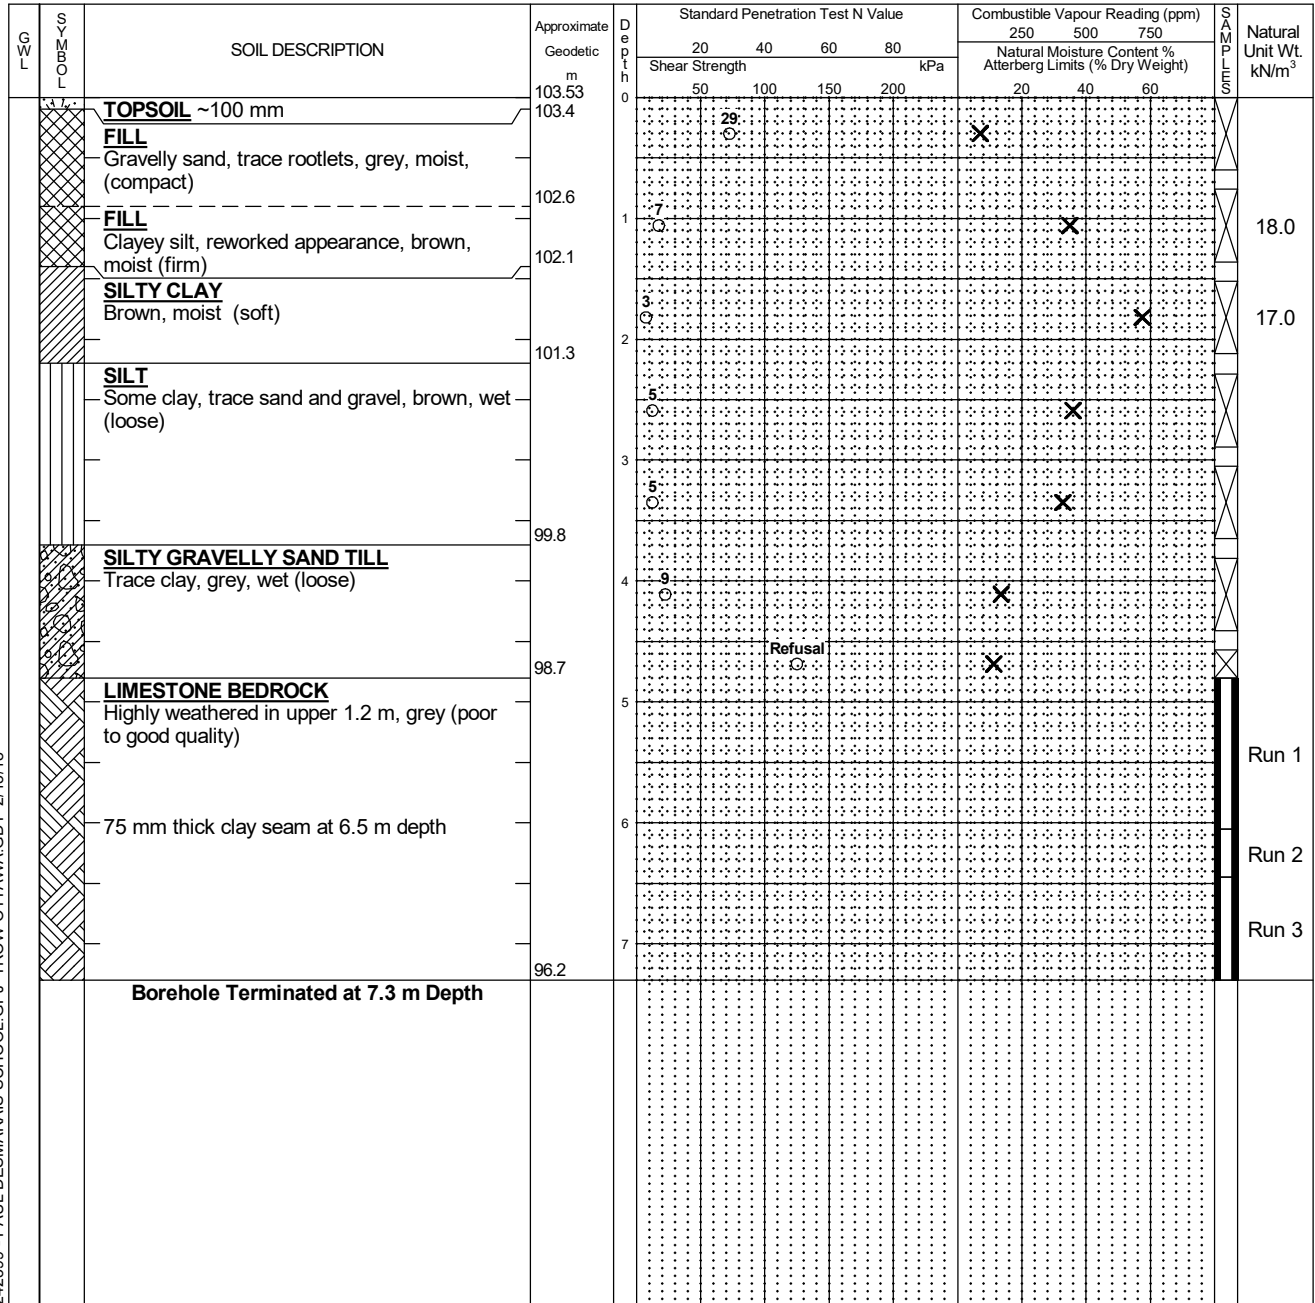 GWL
SYMBOL
SOIL DESCRIPTION
Approximate
Geodetic
m
103.53
Depth
0
Standard Penetration Test N Value
20 40 60 80
Shear Strength kPa
50 100 150 200
Combustible Vapour Reading (ppm)
250 500 750
Natural Moisture Content %
Atterberg Limits (% Dry Weight)
20 40 60
SAMPLES
Natural
Unit Wt.
kN/m³
TOPSOIL ~100 mm
103.4
FILL
Gravelly sand, trace rootlets, grey, moist,
(compact)
29
102.6
FILL
Clayey silt, reworked appearance, brown,
moist (firm)
1
7
18.0
102.1
SILTY CLAY
Brown, moist (soft)
3
17.0
2
101.3
SILT
Some clay, trace sand and gravel, brown, wet
(loose)
5
3
5
99.8
SILTY GRAVELLY SAND TILL
Trace clay, grey, wet (loose)
4
9
Refusal
98.7
LIMESTONE BEDROCK
Highly weathered in upper 1.2 m, grey (poor
to good quality)
5
Run 1
75 mm thick clay seam at 6.5 m depth
6
Run 2
Run 3
7
96.2
Borehole Terminated at 7.3 m Depth